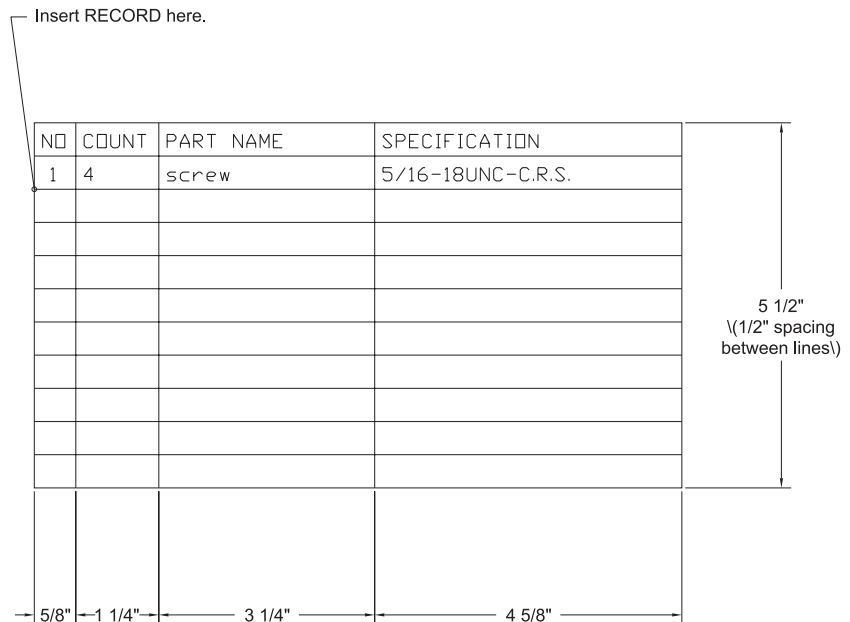 Insert RECORD here.
NO COUNT PART NAME SPECIFICATION
1 4 screw 5/16-18UNC-C.R.S.
5 1/2"
\(1/2" spacing
between lines\)
5/8" 1 1/4" 3 1/4" 4 5/8"